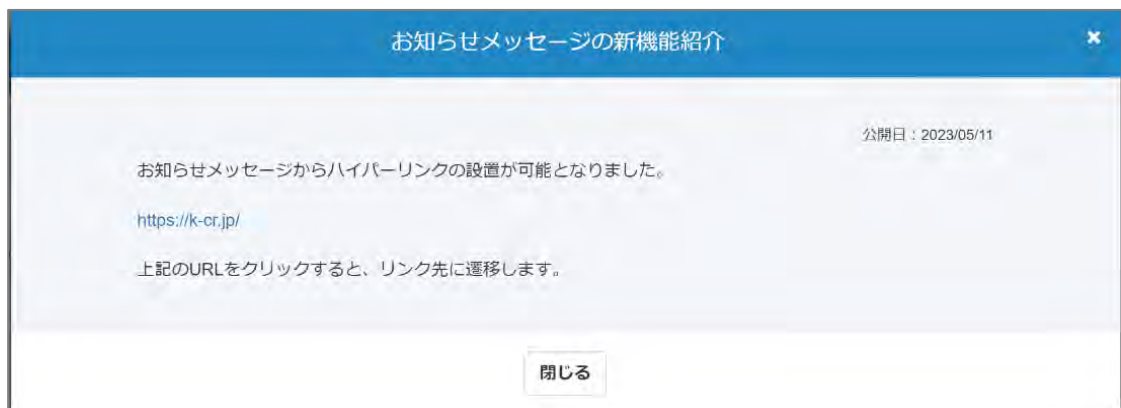 お知らせメッセージの新機能紹介
公開日：2023/05/11
お知らせメッセージからハイパーリンクの設置が可能となりました。
https://k-cr.jp/
上記のURLをクリックすると、リンク先に遷移します。
閉じる